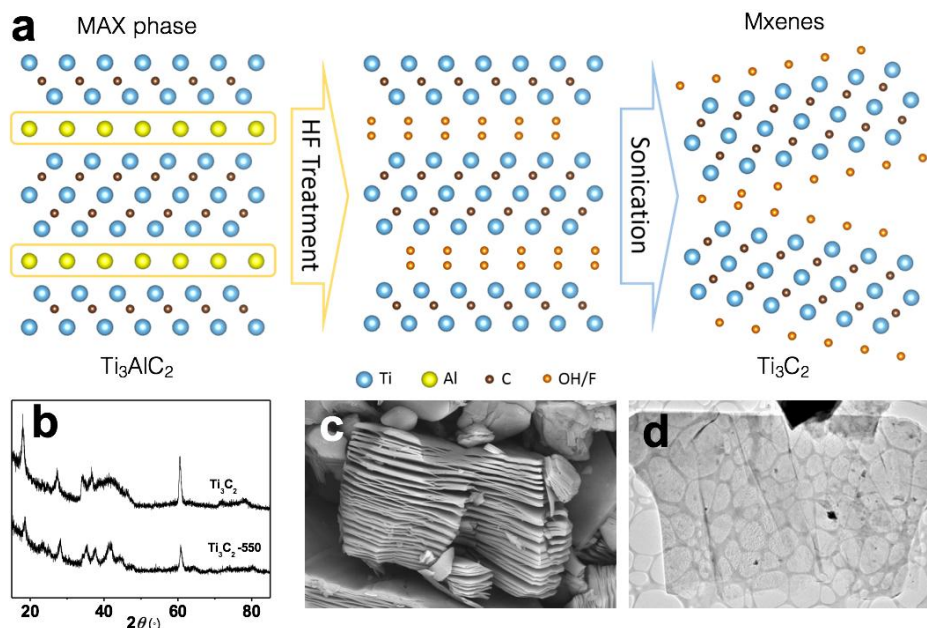 a
MAX phase
Mxenes
HF Treatment
Sonication
Ti₃AlC₂
Ti₃C₂
Ti
Al
C
OH/F
b
Ti₃C₂
Ti₃C₂ -550
20
40
60
80
2θ (◦)
c
d